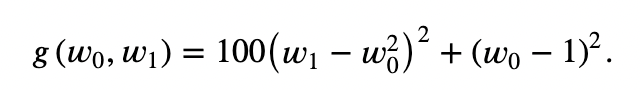 g(w₀, w₁) = 100(w₁ − w₀²)² + (w₀ − 1)².